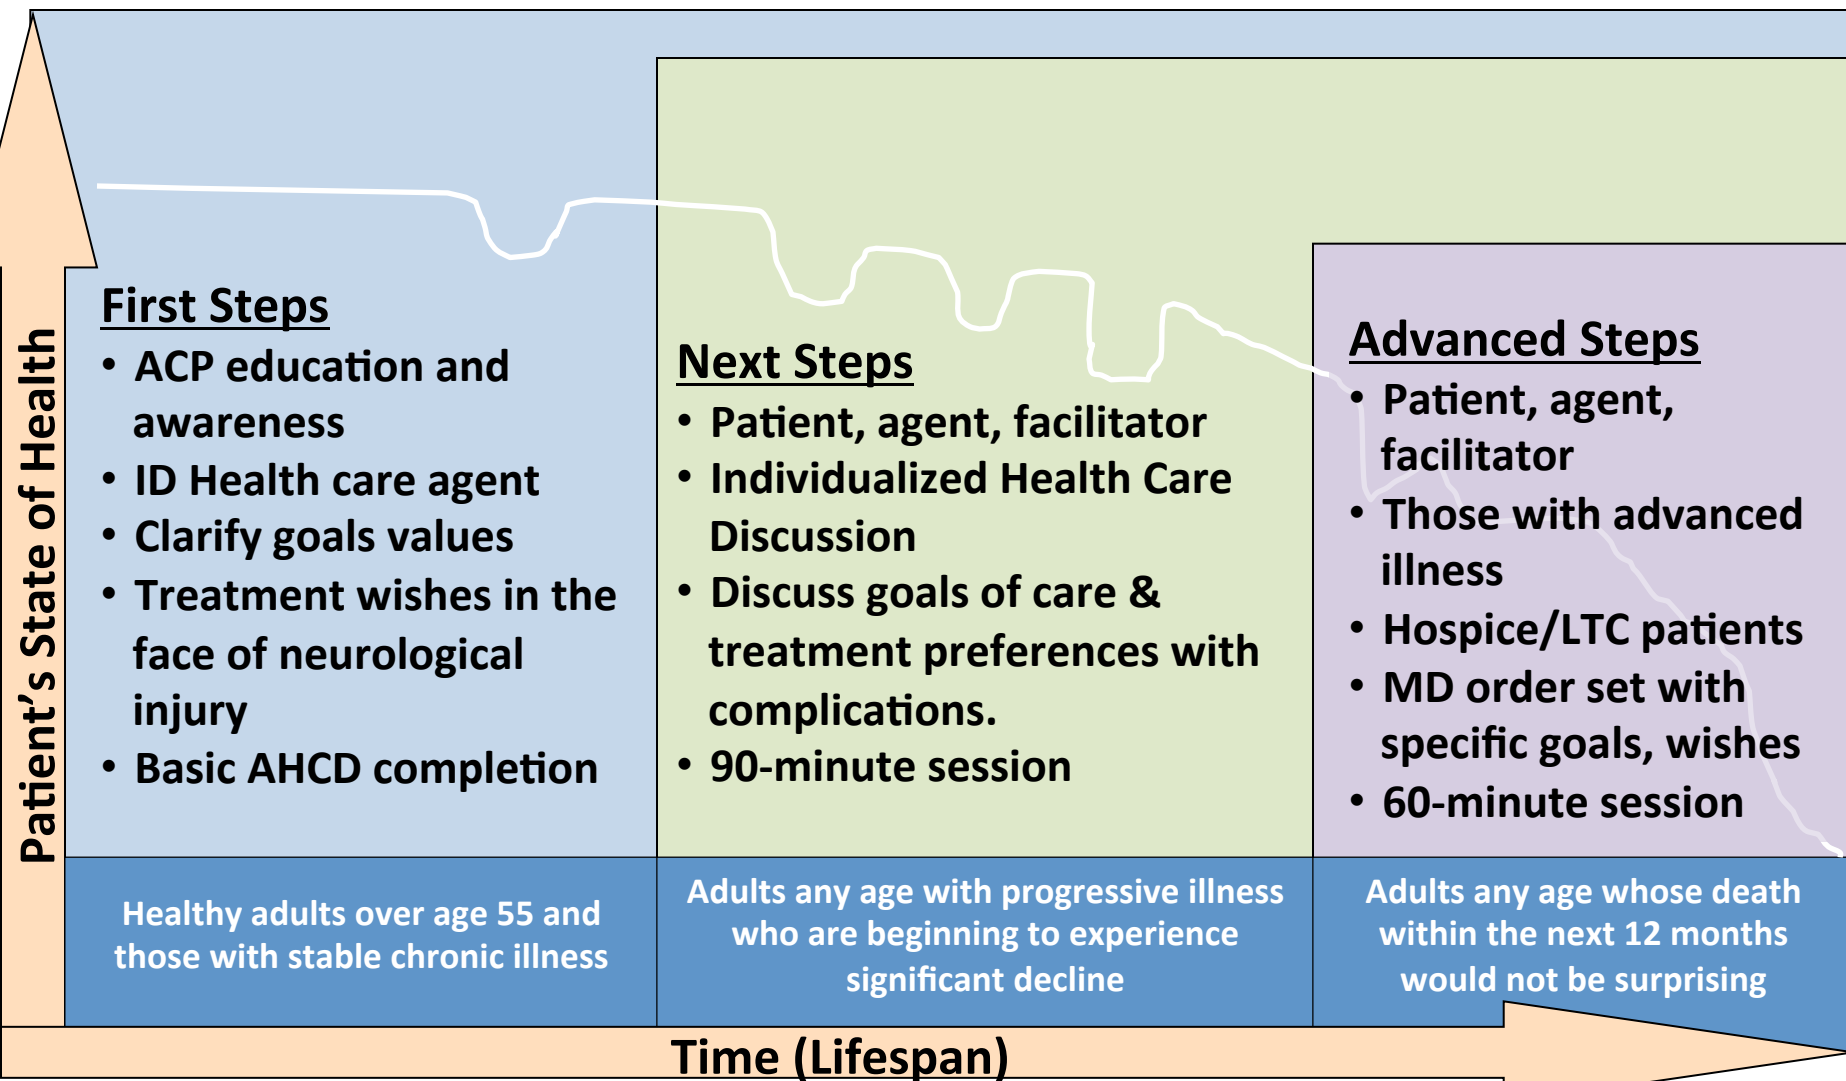 Patient’s State of Health
First Steps
• ACP education and
awareness
• ID Health care agent
• Clarify goals values
• Treatment wishes in the
face of neurological
injury
• Basic AHCD completion
Healthy adults over age 55 and
those with stable chronic illness
Next Steps
• Patient, agent, facilitator
• Individualized Health Care
Discussion
• Discuss goals of care &
treatment preferences with
complications.
• 90-minute session
Adults any age with progressive illness
who are beginning to experience
significant decline
Advanced Steps
• Patient, agent,
facilitator
• Those with advanced
illness
• Hospice/LTC patients
• MD order set with
specific goals, wishes
• 60-minute session
Adults any age whose death
within the next 12 months
would not be surprising
Time (Lifespan)